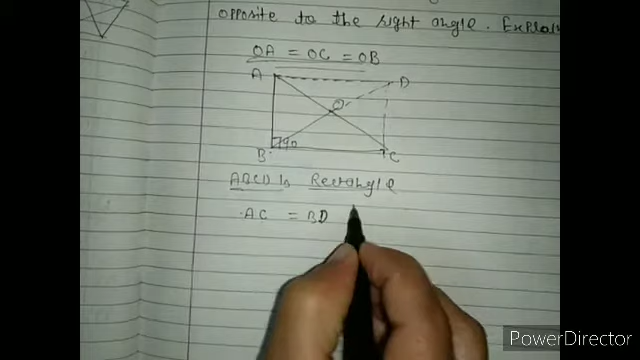 opposite to the right angle. Explain
OA = OC = OB
A
D
O
B
90
C
ABCD is Rectangle
AC = BD
PowerDirector